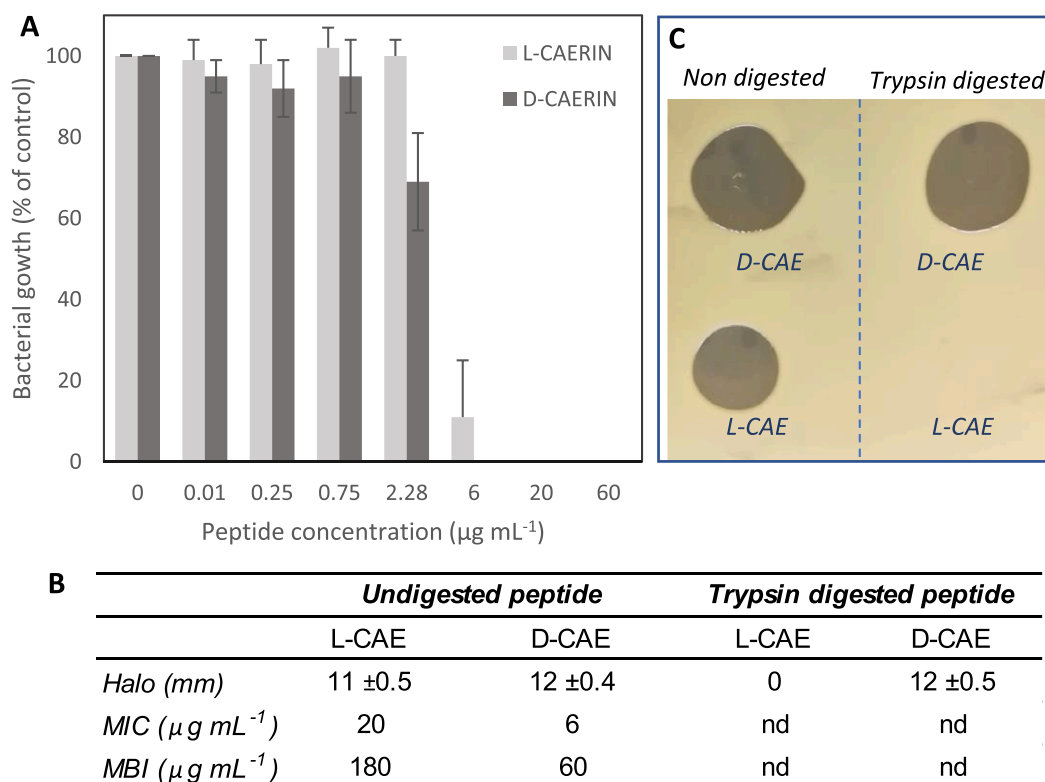 A
Bacterial gowth (% of control)
100
80
60
40
20
0
L-CAERIN
D-CAERIN
0 0.01 0.25 0.75 2.28 6 20 60
Peptide concentration (µg mL-1)
C
Non digested Trypsin digested
D-CAE D-CAE
L-CAE L-CAE
B
Undigested peptide Trypsin digested peptide
L-CAE D-CAE L-CAE D-CAE
Halo (mm) 11 ±0.5 12 ±0.4 0 12 ±0.5
MIC (µg mL-1) 20 6 nd nd
MBI (µg mL-1) 180 60 nd nd